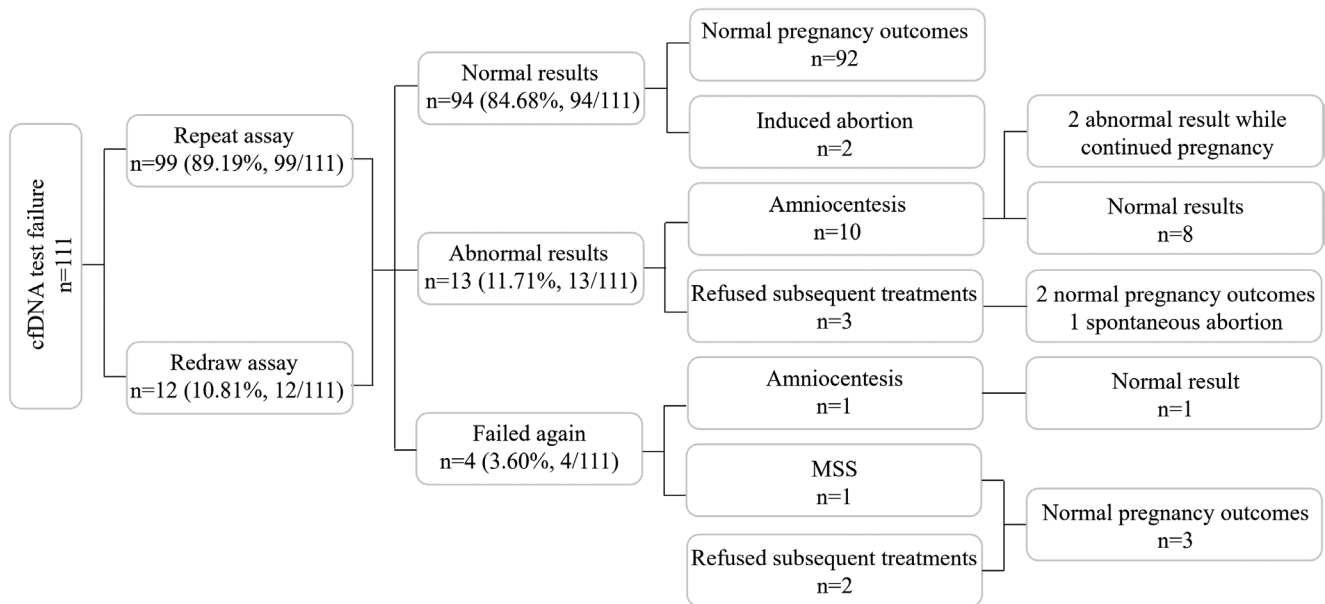 cfDNA test failure
n=111
Repeat assay
n=99 (89.19%, 99/111)
Redraw assay
n=12 (10.81%, 12/111)
Normal results
n=94 (84.68%, 94/111)
Abnormal results
n=13 (11.71%, 13/111)
Failed again
n=4 (3.60%, 4/111)
Normal pregnancy outcomes
n=92
Induced abortion
n=2
Amniocentesis
n=10
Refused subsequent treatments
n=3
Amniocentesis
n=1
MSS
n=1
Refused subsequent treatments
n=2
2 abnormal result while
continued pregnancy
Normal results
n=8
2 normal pregnancy outcomes
1 spontaneous abortion
Normal result
n=1
Normal pregnancy outcomes
n=3